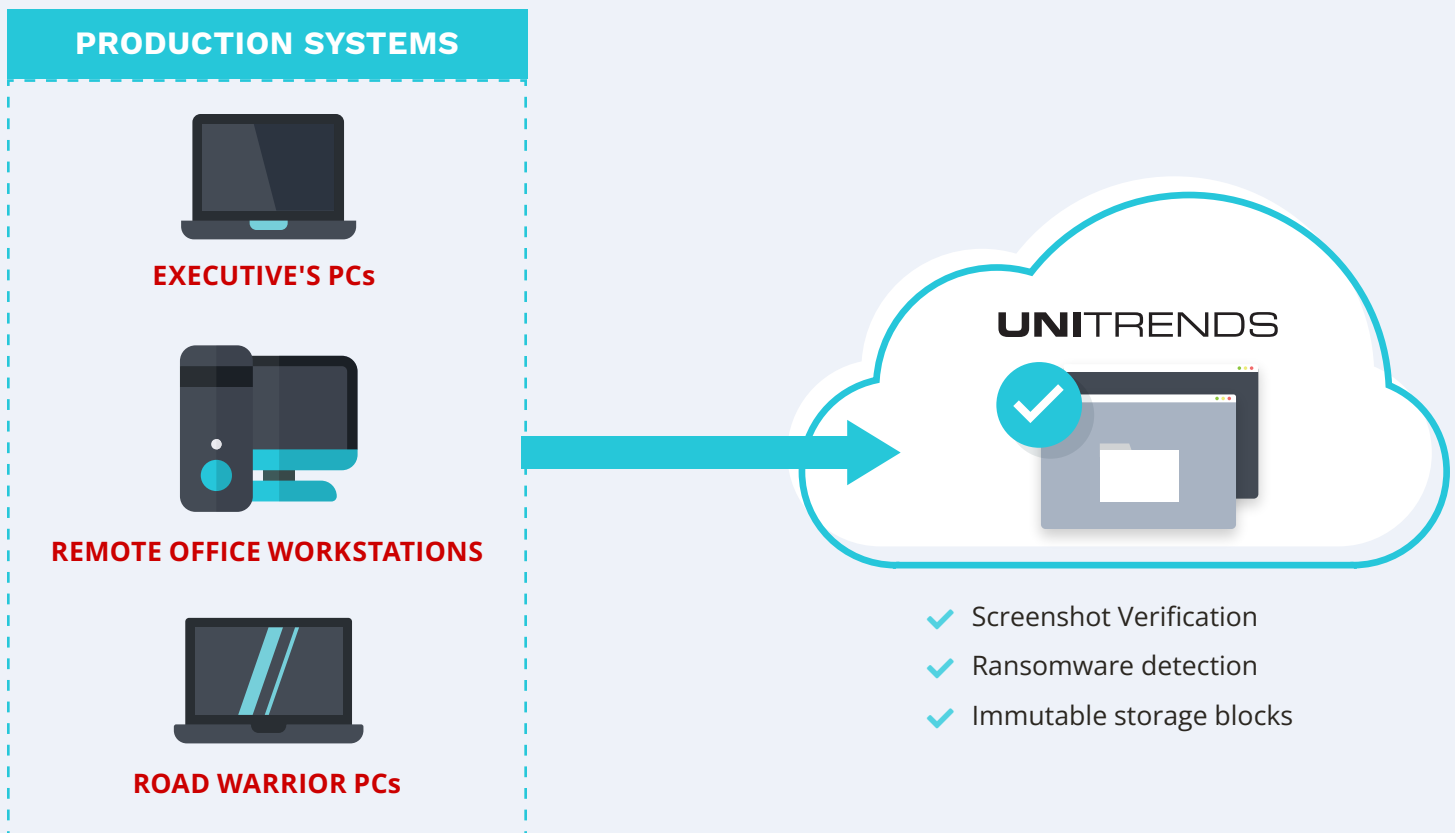 PRODUCTION SYSTEMS
EXECUTIVE'S PCs
REMOTE OFFICE WORKSTATIONS
ROAD WARRIOR PCs
UNITRENDS
Screenshot Verification
Ransomware detection
Immutable storage blocks